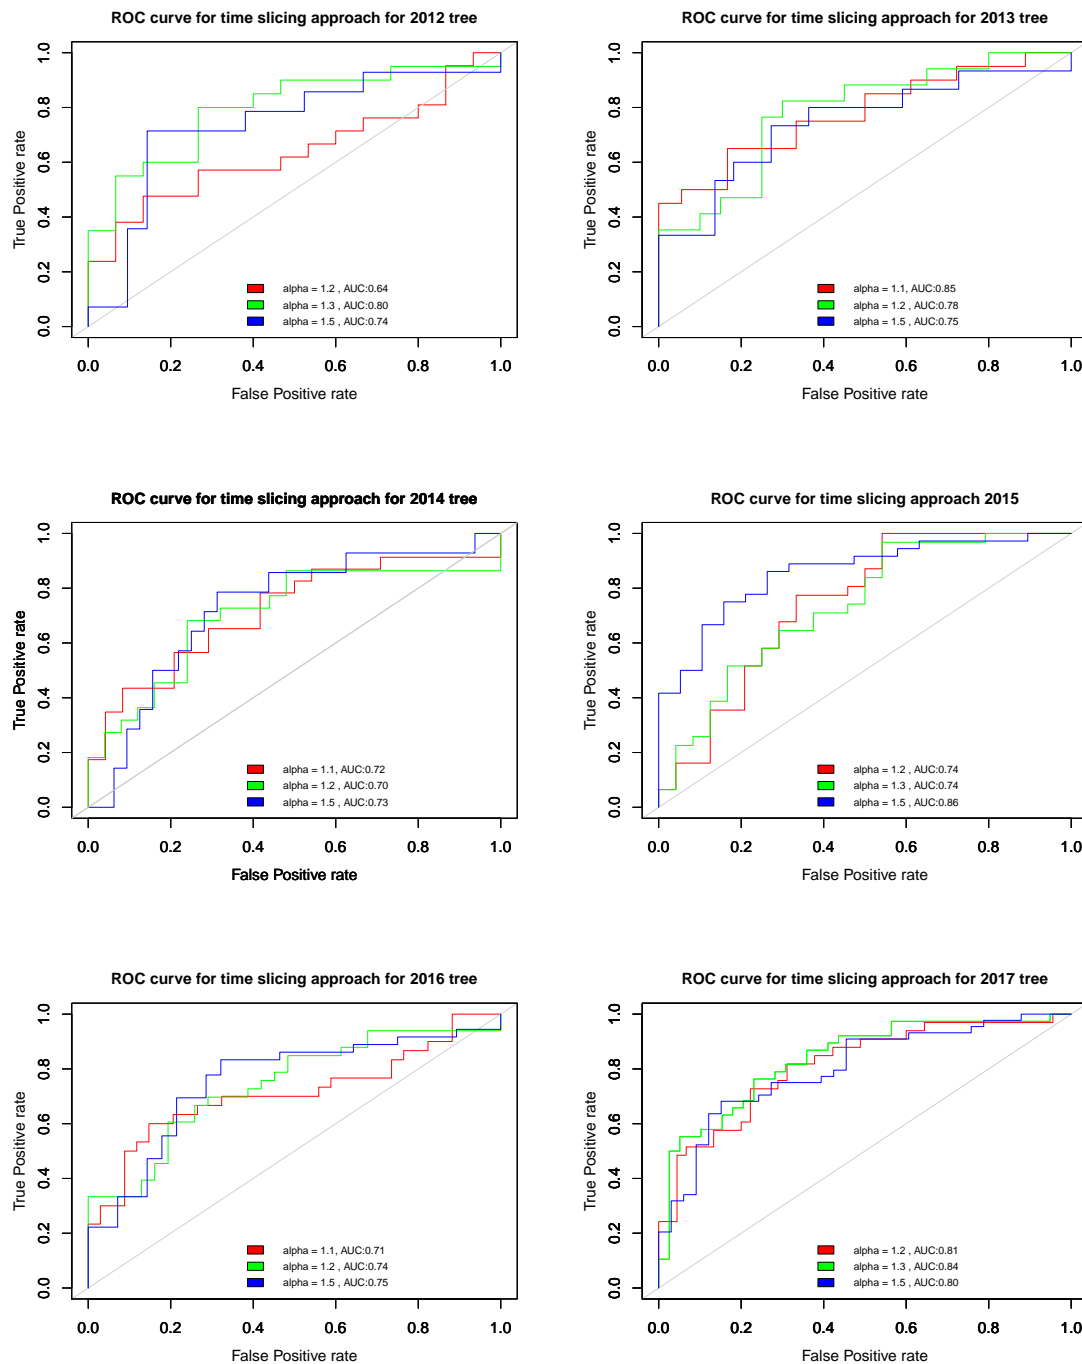 ROC curve for time slicing approach for 2012 tree
True Positive rate
1.0
0.8
0.6
0.4
0.2
0.0
alpha = 1.2 , AUC:0.64
alpha = 1.3 , AUC:0.80
alpha = 1.5 , AUC:0.74
0.0 0.2 0.4 0.6 0.8 1.0
False Positive rate
ROC curve for time slicing approach for 2013 tree
True Positive rate
1.0
0.8
0.6
0.4
0.2
0.0
alpha = 1.1, AUC:0.85
alpha = 1.2 , AUC:0.78
alpha = 1.5 , AUC:0.75
0.0 0.2 0.4 0.6 0.8 1.0
False Positive rate
ROC curve for time slicing approach for 2014 tree
True Positive rate
1.0
0.8
0.6
0.4
0.2
0.0
alpha = 1.1, AUC:0.72
alpha = 1.2 , AUC:0.70
alpha = 1.5 , AUC:0.73
0.0 0.2 0.4 0.6 0.8 1.0
False Positive rate
ROC curve for time slicing approach 2015
True Positive rate
1.0
0.8
0.6
0.4
0.2
0.0
alpha = 1.2 , AUC:0.74
alpha = 1.3 , AUC:0.74
alpha = 1.5 , AUC:0.86
0.0 0.2 0.4 0.6 0.8 1.0
False Positive rate
ROC curve for time slicing approach for 2016 tree
True Positive rate
1.0
0.8
0.6
0.4
0.2
0.0
alpha = 1.1, AUC:0.71
alpha = 1.2 , AUC:0.74
alpha = 1.5 , AUC:0.75
0.0 0.2 0.4 0.6 0.8 1.0
False Positive rate
ROC curve for time slicing approach for 2017 tree
True Positive rate
1.0
0.8
0.6
0.4
0.2
0.0
alpha = 1.2 , AUC:0.81
alpha = 1.3 , AUC:0.84
alpha = 1.5 , AUC:0.80
0.0 0.2 0.4 0.6 0.8 1.0
False Positive rate